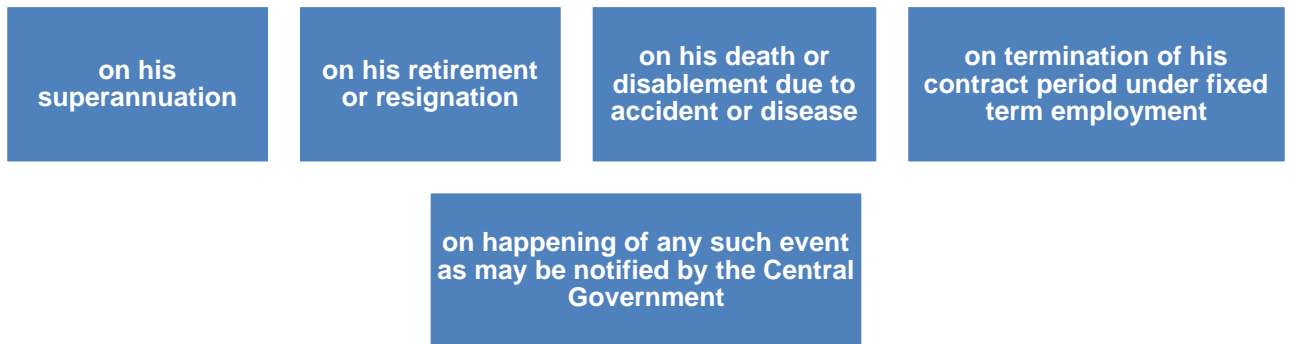 on his
superannuation
on his retirement
or resignation
on his death or
disablement due to
accident or disease
on termination of his
contract period under fixed
term employment
on happening of any such event
as may be notified by the Central
Government